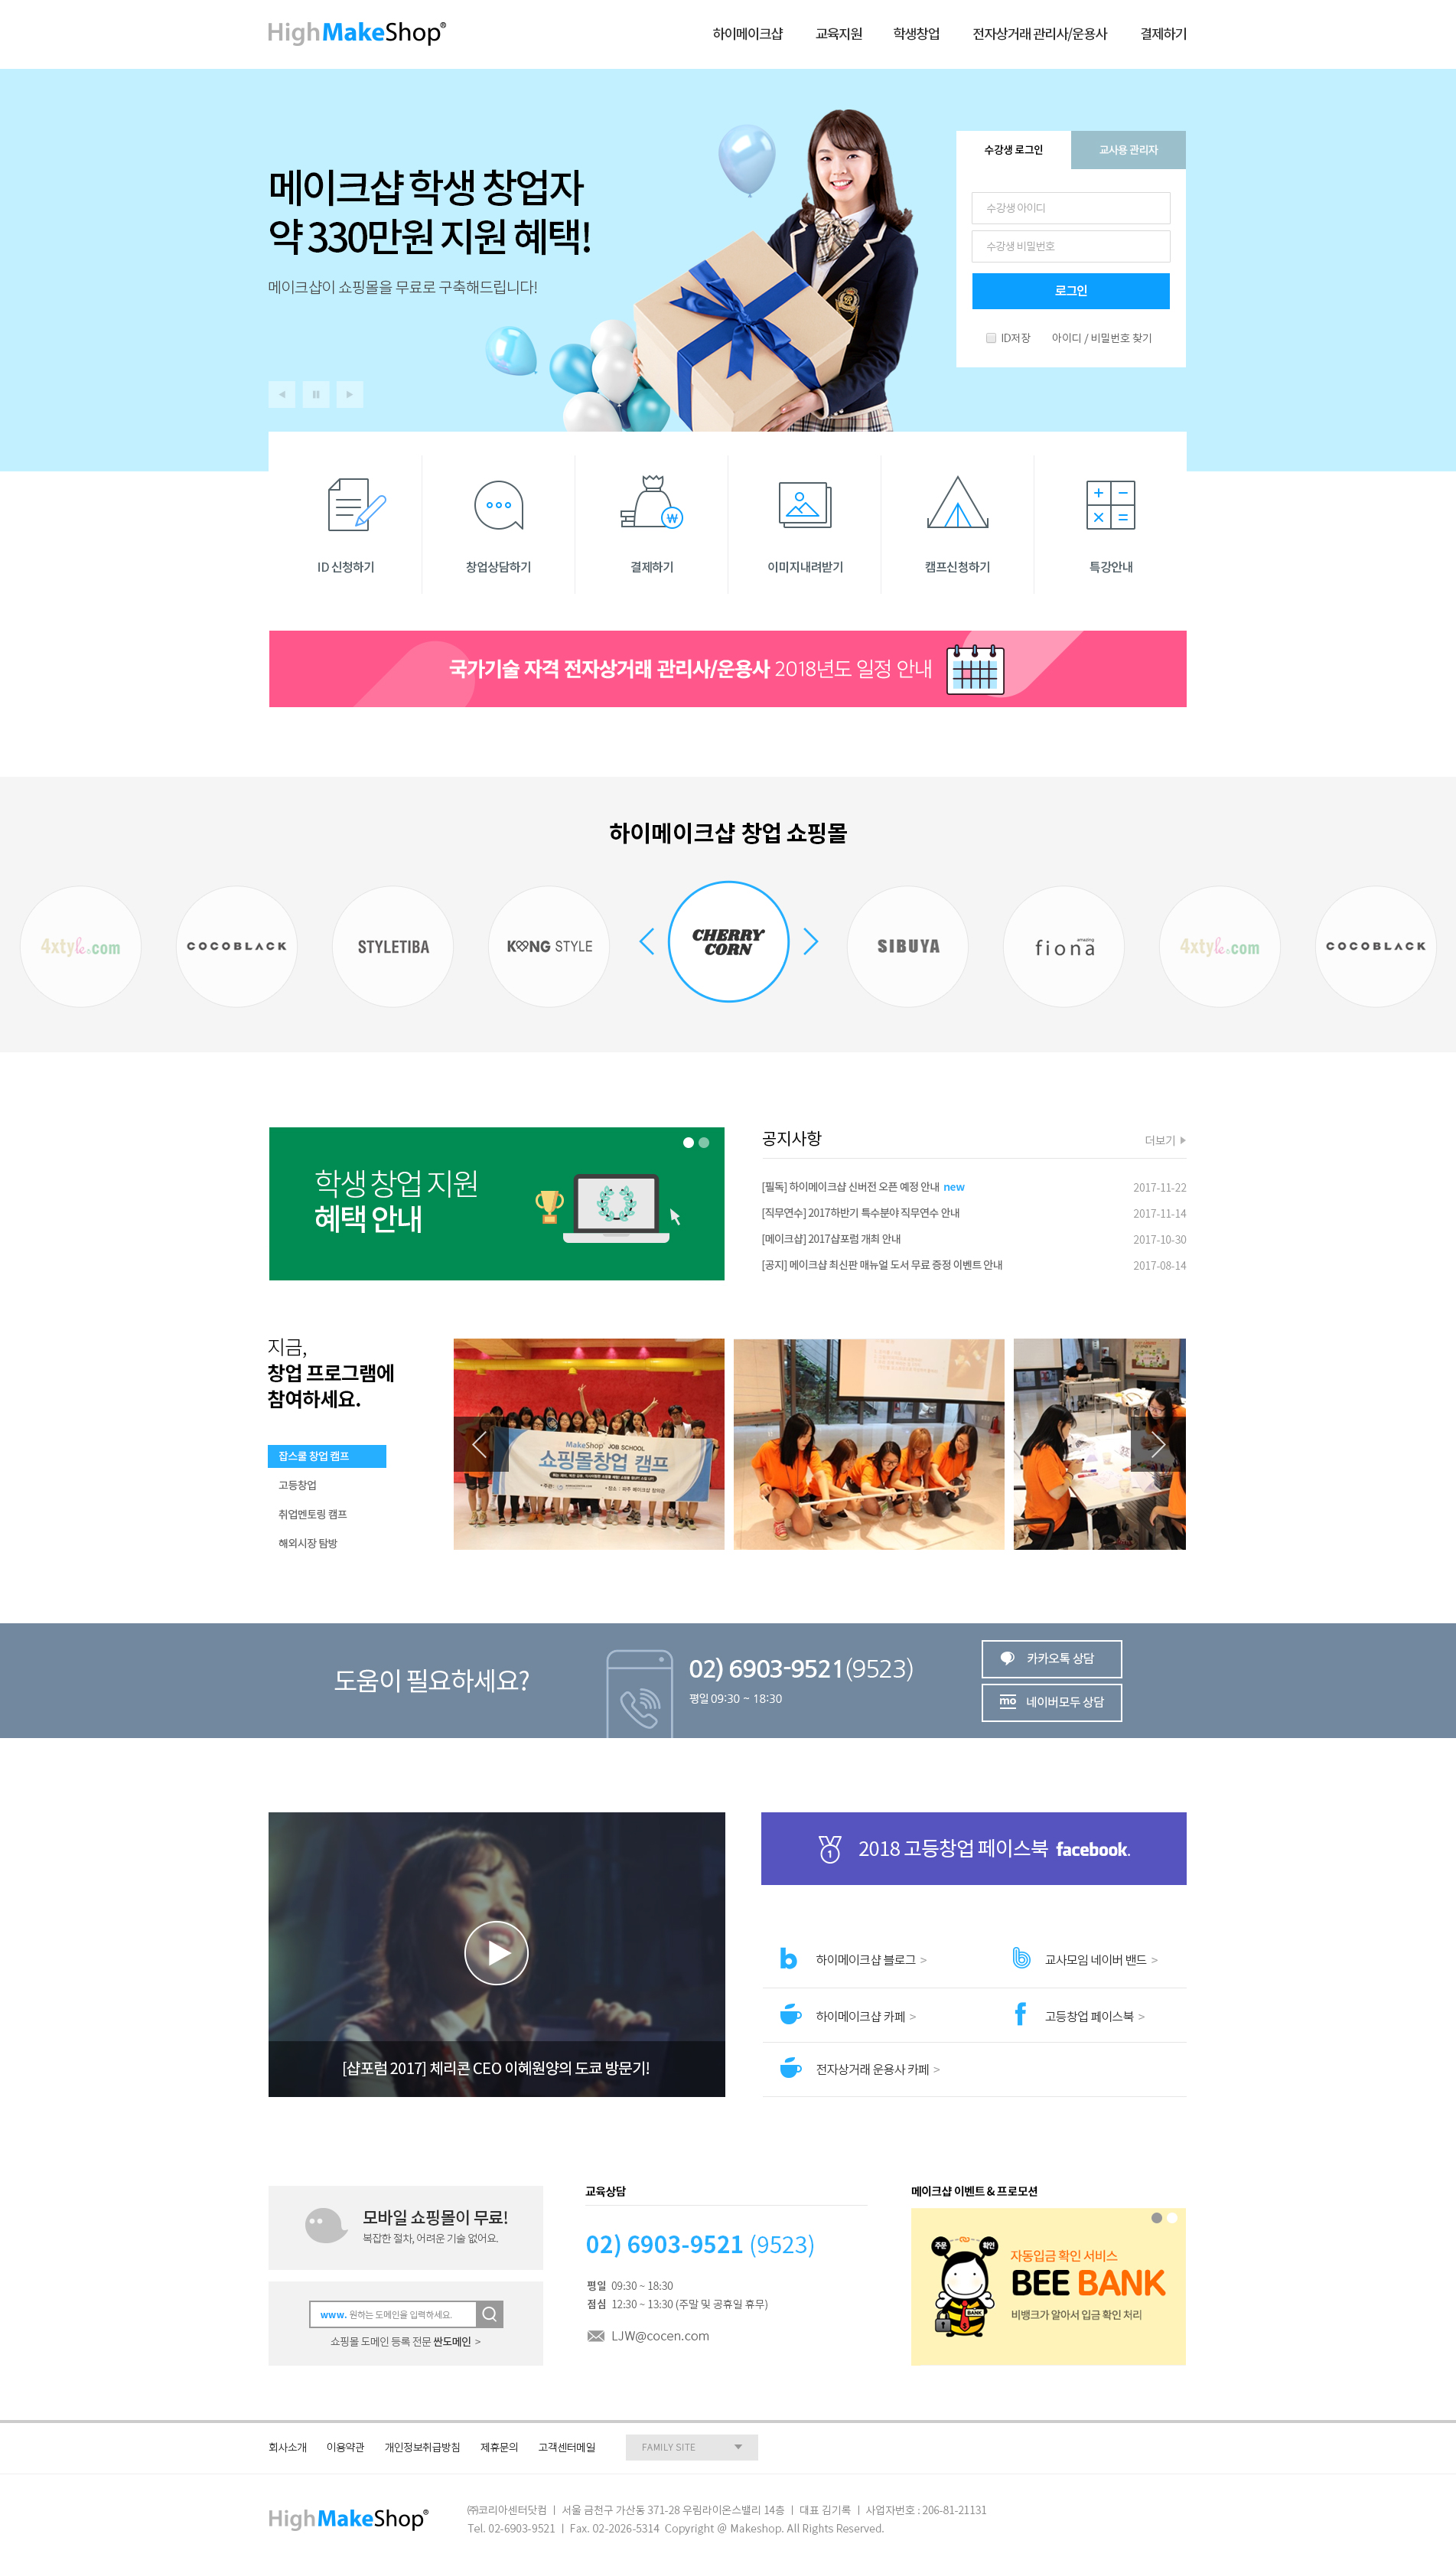 HighMakeShop®
하이메이크샵 교육지원 학생창업 전자상거래 관리사/운용사 결제하기
메이크샵 학생 창업자
약 330만원 지원 혜택!
메이크샵이 쇼핑몰을 무료로 구축해드립니다!
수강생 로그인 교사용 관리자
수강생 아이디
수강생 비밀번호
로그인
ID저장 아이디 / 비밀번호 찾기
ID 신청하기 창업상담하기 결제하기 이미지내려받기 캠프신청하기 특강안내
국가기술 자격 전자상거래 관리사/운용사 2018년도 일정 안내
하이메이크샵 창업 쇼핑몰
4xtyle.com COCOBLACK STYLETIBA KONG STYLE CHERRY CORN SIBUYA amazing fiona 4xtyle.com COCOBLACK
학생 창업 지원
혜택 안내
공지사항 더보기
[필독] 하이메이크샵 신버전 오픈 예정 안내 new 2017-11-22
[직무연수] 2017하반기 특수분야 직무연수 안내 2017-11-14
[메이크샵] 2017샵포럼 개최 안내 2017-10-30
[공지] 메이크샵 최신판 매뉴얼 도서 무료 증정 이벤트 안내 2017-08-14
지금,
창업 프로그램에
참여하세요.
잡스쿨 창업 캠프
고등창업
취업멘토링 캠프
해외시장 탐방
MakeShop® JOB SCHOOL
쇼핑몰창업 캠프
도움이 필요하세요?
02) 6903-9521(9523)
평일 09:30 ~ 18:30
카카오톡 상담
mo 네이버모두 상담
[샵포럼 2017] 체리콘 CEO 이혜원양의 도쿄 방문기!
1 2018 고등창업 페이스북 facebook.
하이메이크샵 블로그 > 교사모임 네이버 밴드 >
하이메이크샵 카페 > 고등창업 페이스북 >
전자상거래 운용사 카페 >
모바일 쇼핑몰이 무료!
복잡한 절차, 어려운 기술 없어요.
www. 원하는 도메인을 입력하세요.
쇼핑몰 도메인 등록 전문 싼도메인 >
교육상담
02) 6903-9521 (9523)
평일 09:30 ~ 18:30
점심 12:30 ~ 13:30 (주말 및 공휴일 휴무)
LJW@cocen.com
메이크샵 이벤트 & 프로모션
주문 확인
BANK
자동입금 확인 서비스
BEE BANK
비뱅크가 알아서 입금 확인 처리
회사소개 이용약관 개인정보취급방침 제휴문의 고객센터메일 FAMILY SITE
HighMakeShop®
㈜코리아센터닷컴 | 서울 금천구 가산동 371-28 우림라이온스밸리 14층 | 대표 김기록 | 사업자번호 : 206-81-21131
Tel. 02-6903-9521 | Fax. 02-2026-5314 Copyright @ Makeshop. All Rights Reserved.